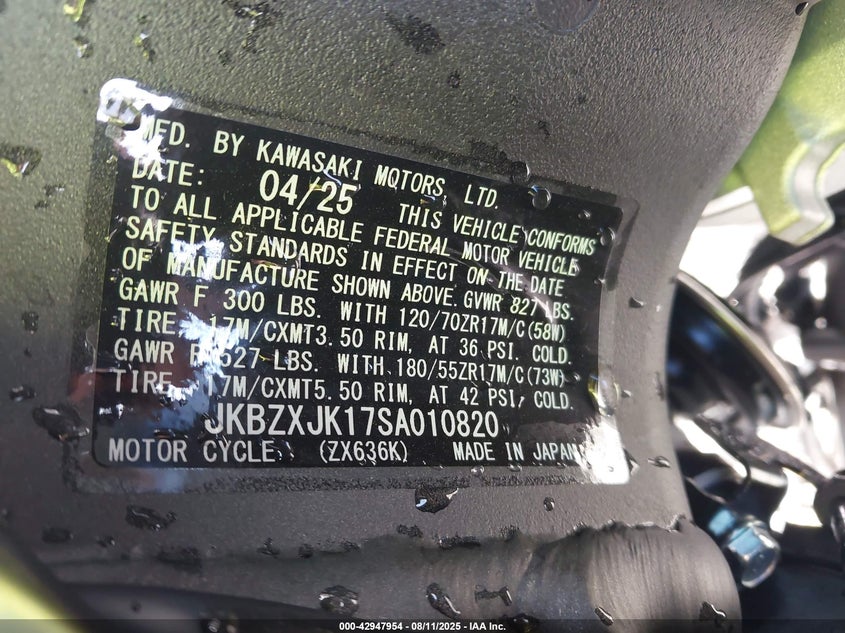 MFD. BY KAWASAKI MOTORS, LTD.
DATE: 04/25 THIS VEHICLE CONFORMS
TO ALL APPLICABLE FEDERAL MOTOR VEHICLE
SAFETY STANDARDS IN EFFECT ON THE DATE
OF MANUFACTURE SHOWN ABOVE. GVWR 827 LBS.
GAWR F 300 LBS. WITH 120/70ZR17M/C(58W)
TIRE, 17M/CXMT3.50 RIM, AT 36 PSI. COLD.
GAWR R 527 LBS. WITH 180/55ZR17M/C(73W)
TIRE, 17M/CXMT5.50 RIM, AT 42 PSI, COLD.
JKBZXJK17SA010820
MOTOR CYCLE (ZX636K) MADE IN JAPAN
000-42947954 - 08/11/2025 - IAA Inc.